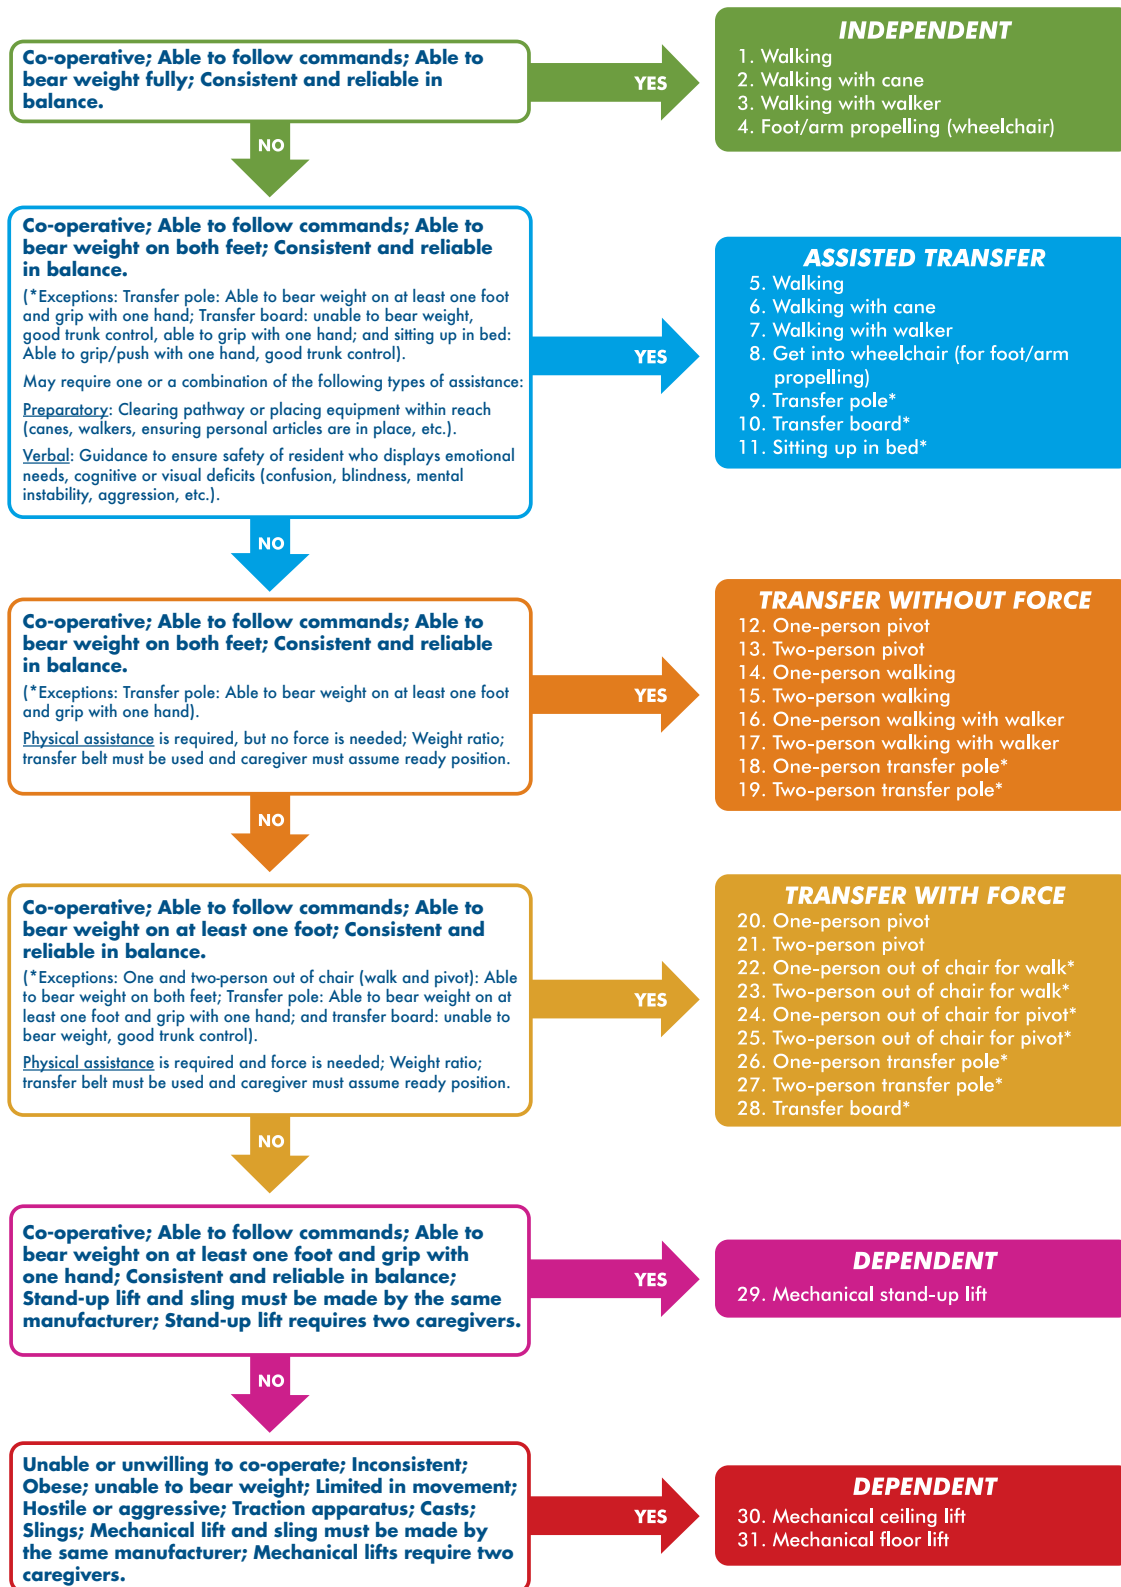 Co-operative; Able to follow commands; Able to
bear weight fully; Consistent and reliable in
balance.
YES
INDEPENDENT
1. Walking
2. Walking with cane
3. Walking with walker
4. Foot/arm propelling (wheelchair)
NO
Co-operative; Able to follow commands; Able to
bear weight on both feet; Consistent and reliable
in balance.
(*Exceptions: Transfer pole: Able to bear weight on at least one foot
and grip with one hand; Transfer board: unable to bear weight,
good trunk control, able to grip with one hand; and sitting up in bed:
Able to grip/push with one hand, good trunk control).
May require one or a combination of the following types of assistance:
Preparatory: Clearing pathway or placing equipment within reach
(canes, walkers, ensuring personal articles are in place, etc.).
Verbal: Guidance to ensure safety of resident who displays emotional
needs, cognitive or visual deficits (confusion, blindness, mental
instability, aggression, etc.).
YES
ASSISTED TRANSFER
5. Walking
6. Walking with cane
7. Walking with walker
8. Get into wheelchair (for foot/arm
propelling)
9. Transfer pole*
10. Transfer board*
11. Sitting up in bed*
NO
Co-operative; Able to follow commands; Able to
bear weight on both feet; Consistent and reliable
in balance.
(*Exceptions: Transfer pole: Able to bear weight on at least one foot
and grip with one hand).
Physical assistance is required, but no force is needed; Weight ratio;
transfer belt must be used and caregiver must assume ready position.
YES
TRANSFER WITHOUT FORCE
12. One-person pivot
13. Two-person pivot
14. One-person walking
15. Two-person walking
16. One-person walking with walker
17. Two-person walking with walker
18. One-person transfer pole*
19. Two-person transfer pole*
NO
Co-operative; Able to follow commands; Able to
bear weight on at least one foot; Consistent and
reliable in balance.
(*Exceptions: One and two-person out of chair (walk and pivot): Able
to bear weight on both feet; Transfer pole: Able to bear weight on at
least one foot and grip with one hand; and transfer board: unable to
bear weight, good trunk control).
Physical assistance is required and force is needed; Weight ratio;
transfer belt must be used and caregiver must assume ready position.
YES
TRANSFER WITH FORCE
20. One-person pivot
21. Two-person pivot
22. One-person out of chair for walk*
23. Two-person out of chair for walk*
24. One-person out of chair for pivot*
25. Two-person out of chair for pivot*
26. One-person transfer pole*
27. Two-person transfer pole*
28. Transfer board*
NO
Co-operative; Able to follow commands; Able to
bear weight on at least one foot and grip with
one hand; Consistent and reliable in balance;
Stand-up lift and sling must be made by the same
manufacturer; Stand-up lift requires two caregivers.
YES
DEPENDENT
29. Mechanical stand-up lift
NO
Unable or unwilling to co-operate; Inconsistent;
Obese; unable to bear weight; Limited in movement;
Hostile or aggressive; Traction apparatus; Casts;
Slings; Mechanical lift and sling must be made by
the same manufacturer; Mechanical lifts require two
caregivers.
YES
DEPENDENT
30. Mechanical ceiling lift
31. Mechanical floor lift